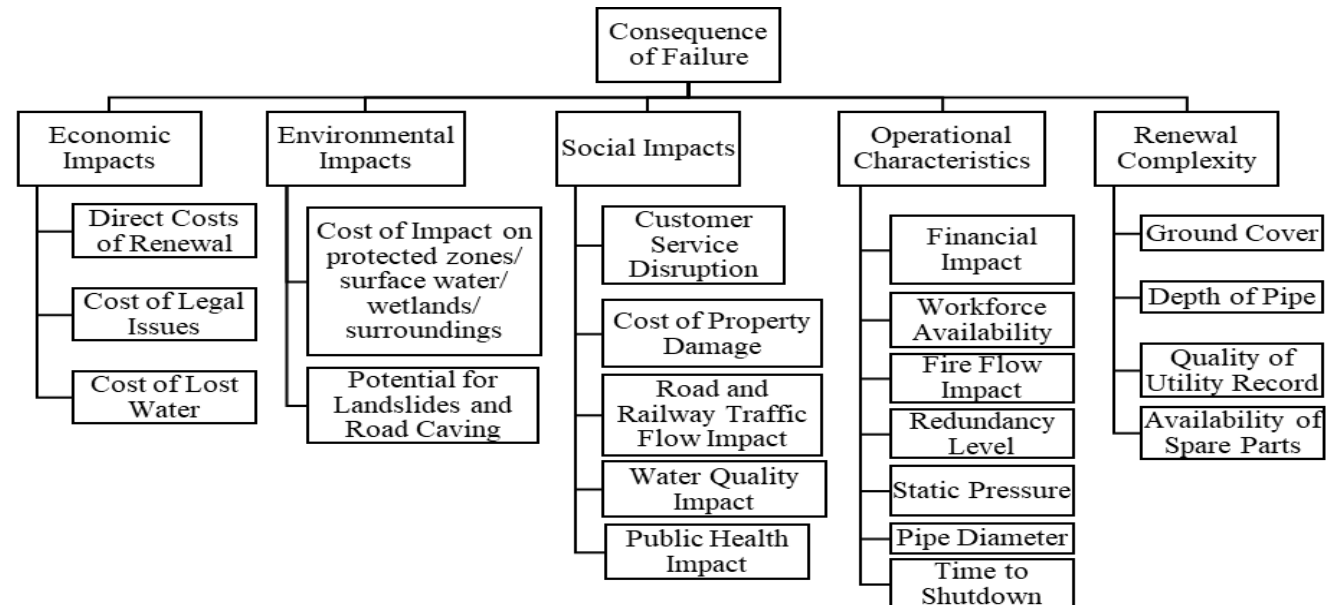 Consequence
of Failure
Economic
Impacts
Environmental
Impacts
Social Impacts
Operational
Characteristics
Renewal
Complexity
Direct Costs
of Renewal
Cost of Legal
Issues
Cost of Lost
Water
Cost of Impact on
protected zones/
surface water/
wetlands/
surroundings
Potential for
Landslides and
Road Caving
Customer
Service
Disruption
Cost of Property
Damage
Road and
Railway Traffic
Flow Impact
Water Quality
Impact
Public Health
Impact
Financial
Impact
Workforce
Availability
Fire Flow
Impact
Redundancy
Level
Static Pressure
Pipe Diameter
Time to
Shutdown
Ground Cover
Depth of Pipe
Quality of
Utility Record
Availability of
Spare Parts